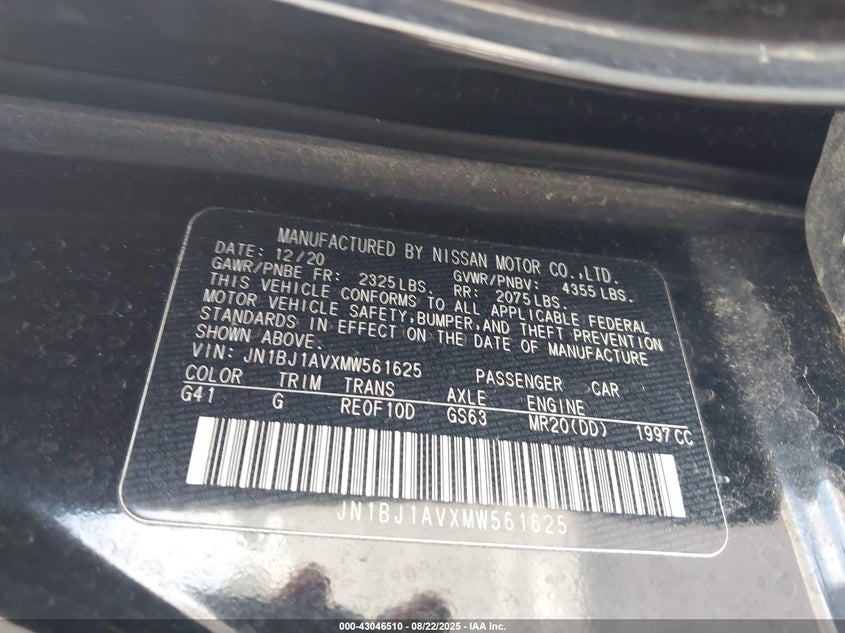 MANUFACTURED BY NISSAN MOTOR CO.,LTD.
DATE: 12/20 GVWR/PNBV: 4355 LBS.
GAWR/PNBE FR: 2325 LBS. RR: 2075 LBS.
THIS VEHICLE CONFORMS TO ALL APPLICABLE FEDERAL
MOTOR VEHICLE SAFETY,BUMPER,AND THEFT PREVENTION
STANDARDS IN EFFECT ON THE DATE OF MANUFACTURE
SHOWN ABOVE.
VIN: JN1BJ1AVXMW561625 PASSENGER CAR
COLOR TRIM TRANS AXLE ENGINE
G41 G RE0F10D GS63 MR20(DD) 1997CC
JN1BJ1AVXMW561625
000-43046510 - 08/22/2025 - IAA Inc.